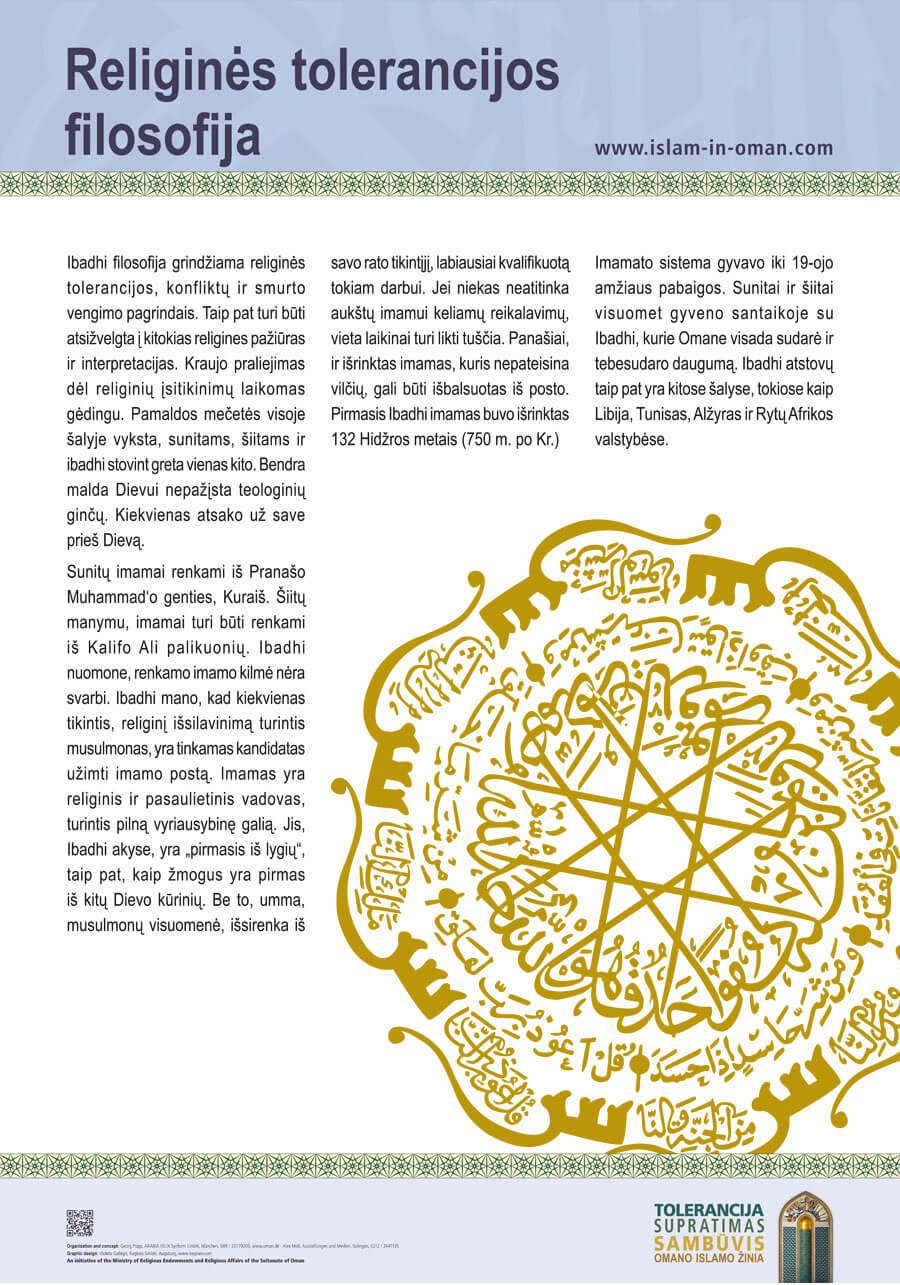 Religinės tolerancijos
filosofija
www.islam-in-oman.com
Ibadhi filosofija grindžiama religinės
tolerancijos, konfliktų ir smurto
vengimo pagrindais. Taip pat turi būti
atsižvelgta į kitokias religines pažiūras
ir interpretacijas. Kraujo praliejimas
dėl religinių įsitikinimų laikomas
gėdingu. Pamaldos mečetės visoje
šalyje vyksta, sunitams, šiitams ir
ibadhi stovint greta vienas kito. Bendra
malda Dievui nepažįsta teologinių
ginčų. Kiekvienas atsako už save
prieš Dievą.
Sunitų imamai renkami iš Pranašo
Muhammad‘o genties, Kuraiš. Šiitų
manymu, imamai turi būti renkami
iš Kalifo Ali palikuonių. Ibadhi
nuomone, renkamo imamo kilmė nėra
svarbi. Ibadhi mano, kad kiekvienas
tikintis, religinį išsilavinimą turintis
musulmonas, yra tinkamas kandidatas
užimti imamo postą. Imamas yra
religinis ir pasaulietinis vadovas,
turintis pilną vyriausybinę galią. Jis,
Ibadhi akyse, yra „pirmasis iš lygių“,
taip pat, kaip žmogus yra pirmas
iš kitų Dievo kūrinių. Be to, umma,
musulmonų visuomenė, išsirenka iš
savo rato tikintįjį, labiausiai kvalifikuotą
tokiam darbui. Jei niekas neatitinka
aukštų imamui keliamų reikalavimų,
vieta laikinai turi likti tuščia. Panašiai,
ir išrinktas imamas, kuris nepateisina
vilčių, gali būti išbalsuotas iš posto.
Pirmasis Ibadhi imamas buvo išrinktas
132 Hidžros metais (750 m. po Kr.)
Imamato sistema gyvavo iki 19-ojo
amžiaus pabaigos. Sunitai ir šiitai
visuomet gyveno santaikoje su
Ibadhi, kurie Omane visada sudarė ir
tebesudaro daugumą. Ibadhi atstovų
taip pat yra kitose šalyse, tokiose kaip
Libija, Tunisas, Alžyras ir Rytų Afrikos
valstybėse.
قل أعوذ برب
حاسد إذا حسد
من الجنة والنا
TOLERANCIJA
SUPRATIMAS
SAMBŪVIS
OMANO ISLAMO ŽINIA
An initiative of the Ministry of Religious Endowments and Religious Affairs of the Sultanate of Oman